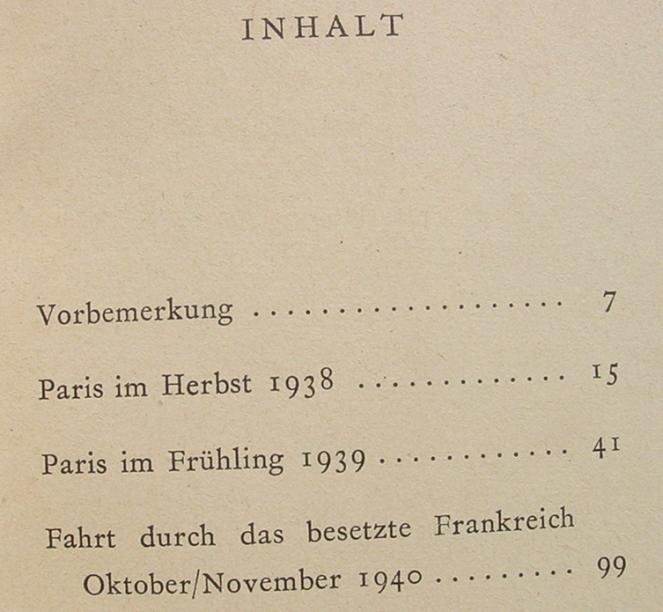 INHALT
Vorbemerkung . . . . . . . . . . . . . . . . . . . 7
Paris im Herbst 1938 . . . . . . . . . . . . . 15
Paris im Frühling 1939 . . . . . . . . . . . . 41
Fahrt durch das besetzte Frankreich
Oktober/November 1940 . . . . . . . . . 99